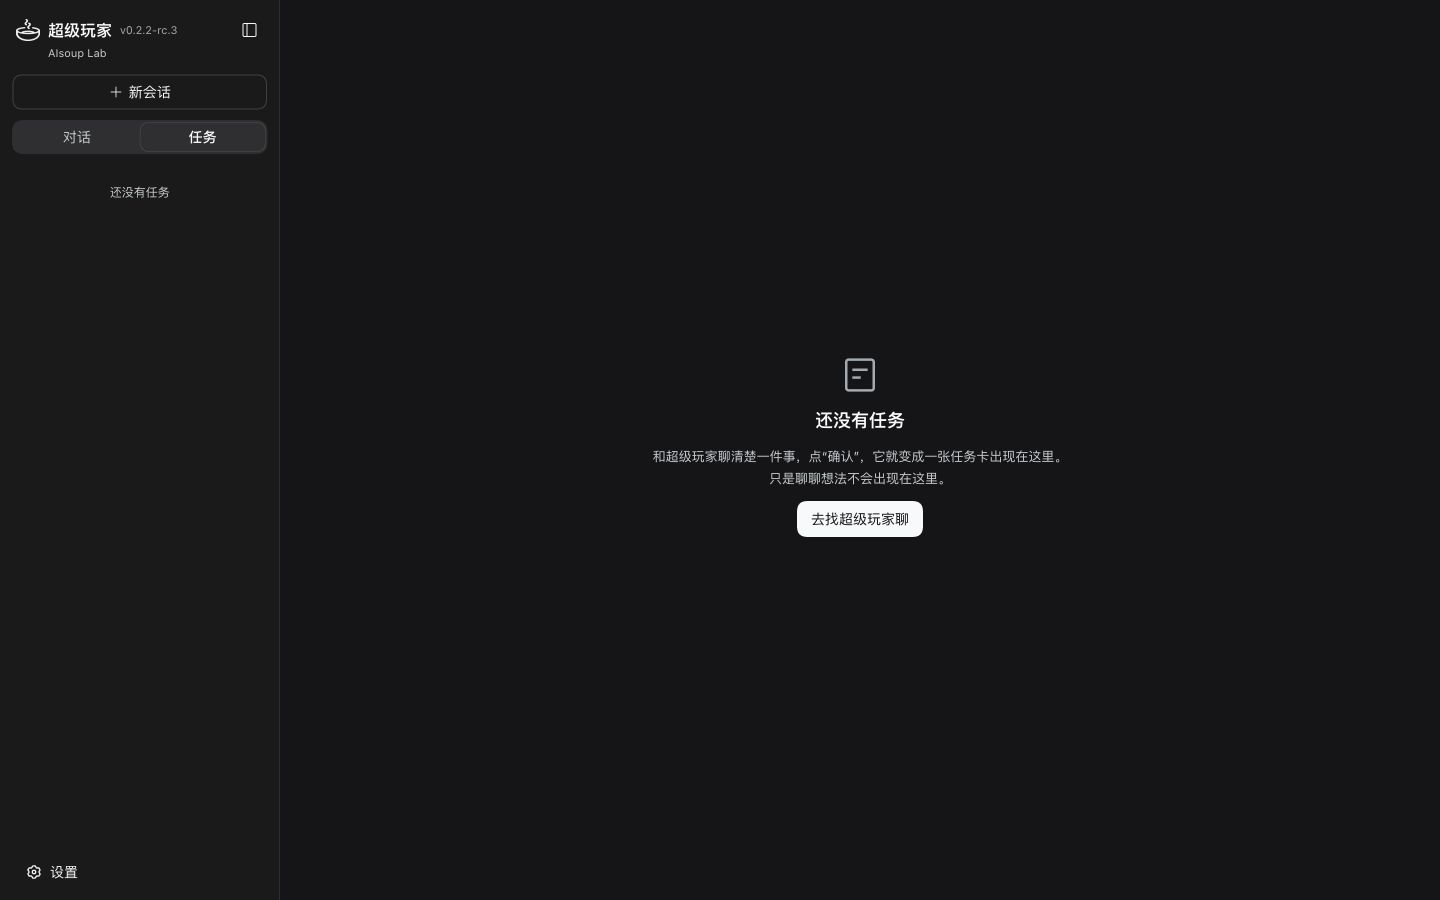 超级玩家 v0.2.2-rc.3
AIsoup Lab
新会话
对话 任务
还没有任务
还没有任务
和超级玩家聊清楚一件事，点“确认”，它就变成一张任务卡出现在这里。
只是聊聊想法不会出现在这里。
去找超级玩家聊
设置